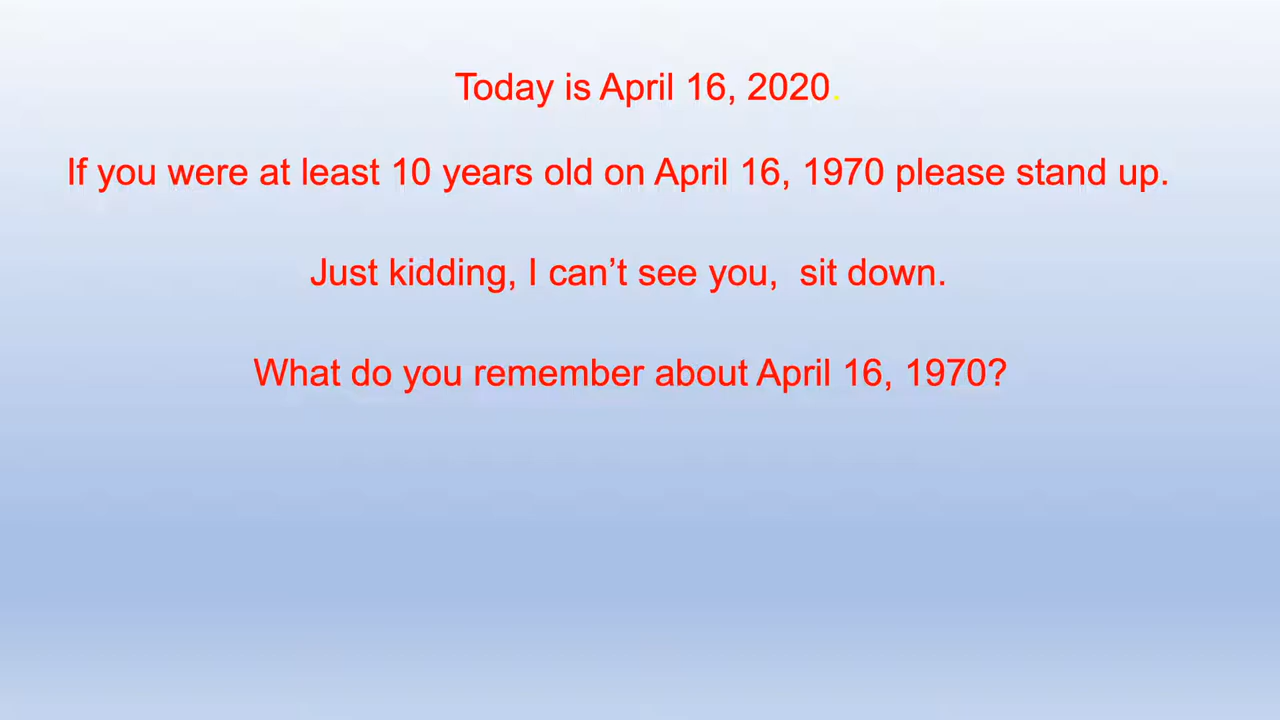 Today is April 16, 2020.
If you were at least 10 years old on April 16, 1970 please stand up.
Just kidding, I can’t see you,  sit down.
What do you remember about April 16, 1970?